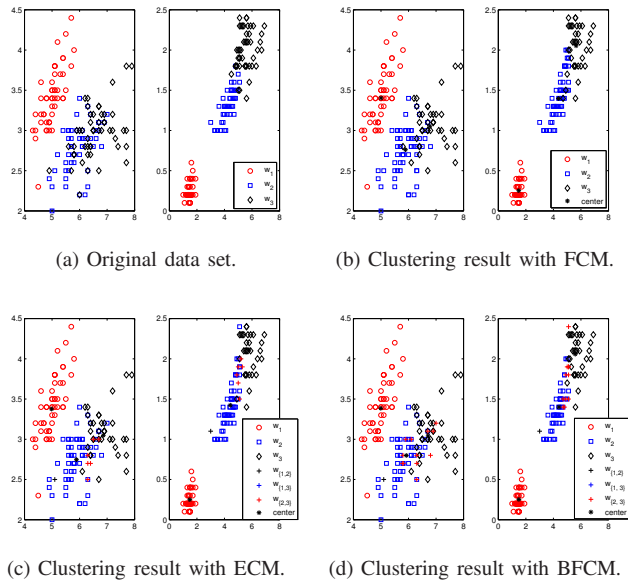 4.5
4
3.5
3
2.5
2
4 5 6 7 8
2.5
2
1.5
1
0.5
0
0 2 4 6 8
w1
w2
w3
(a) Original data set.
4.5
4
3.5
3
2.5
2
4 5 6 7 8
2.5
2
1.5
1
0.5
0
0 2 4 6 8
w1
w2
w3
center
(b) Clustering result with FCM.
4.5
4
3.5
3
2.5
2
4 5 6 7 8
2.5
2
1.5
1
0.5
0
0 2 4 6 8
w1
w2
w3
w{1,2}
w{1,3}
w{2,3}
center
(c) Clustering result with ECM.
4.5
4
3.5
3
2.5
2
4 5 6 7 8
2.5
2
1.5
1
0.5
0
0 2 4 6 8
w1
w2
w3
w{1, 2}
w{1, 3}
w{2, 3}
center
(d) Clustering result with BFCM.